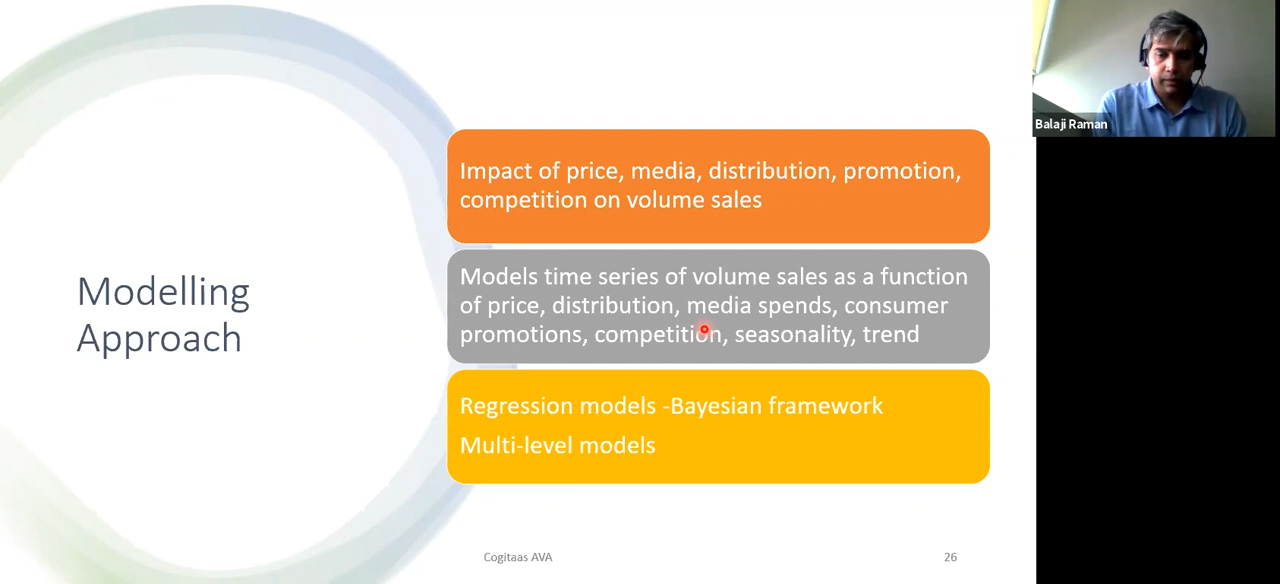 Modelling
Approach
Impact of price, media, distribution, promotion,
competition on volume sales
Models time series of volume sales as a function
of price, distribution, media spends, consumer
promotions, competition, seasonality, trend
Regression models -Bayesian framework
Multi-level models
Cogitaas AVA
26
Balaji Raman